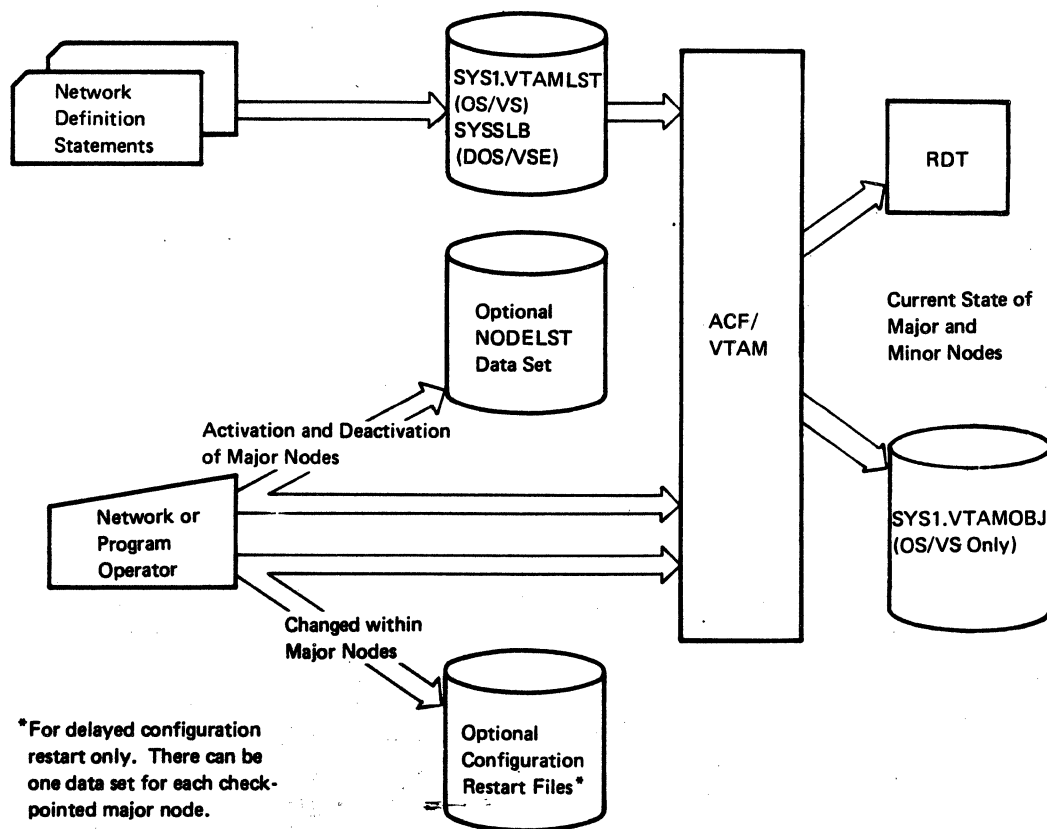 Network
Definition
Statements
SYS1.VTAMLST
(OS/VS)
SYSSLB
(DOS/VSE)
RDT
Optional
NODELST
Data Set
ACF/
VTAM
Current State of
Major and
Minor Nodes
Activation and Deactivation
of Major Nodes
Network or
Program
Operator
SYS1.VTAMOBJ
(OS/VS Only)
Changed within
Major Nodes
Optional
Configuration
Restart Files*
*For delayed configuration
restart only. There can be
one data set for each check-
pointed major node.